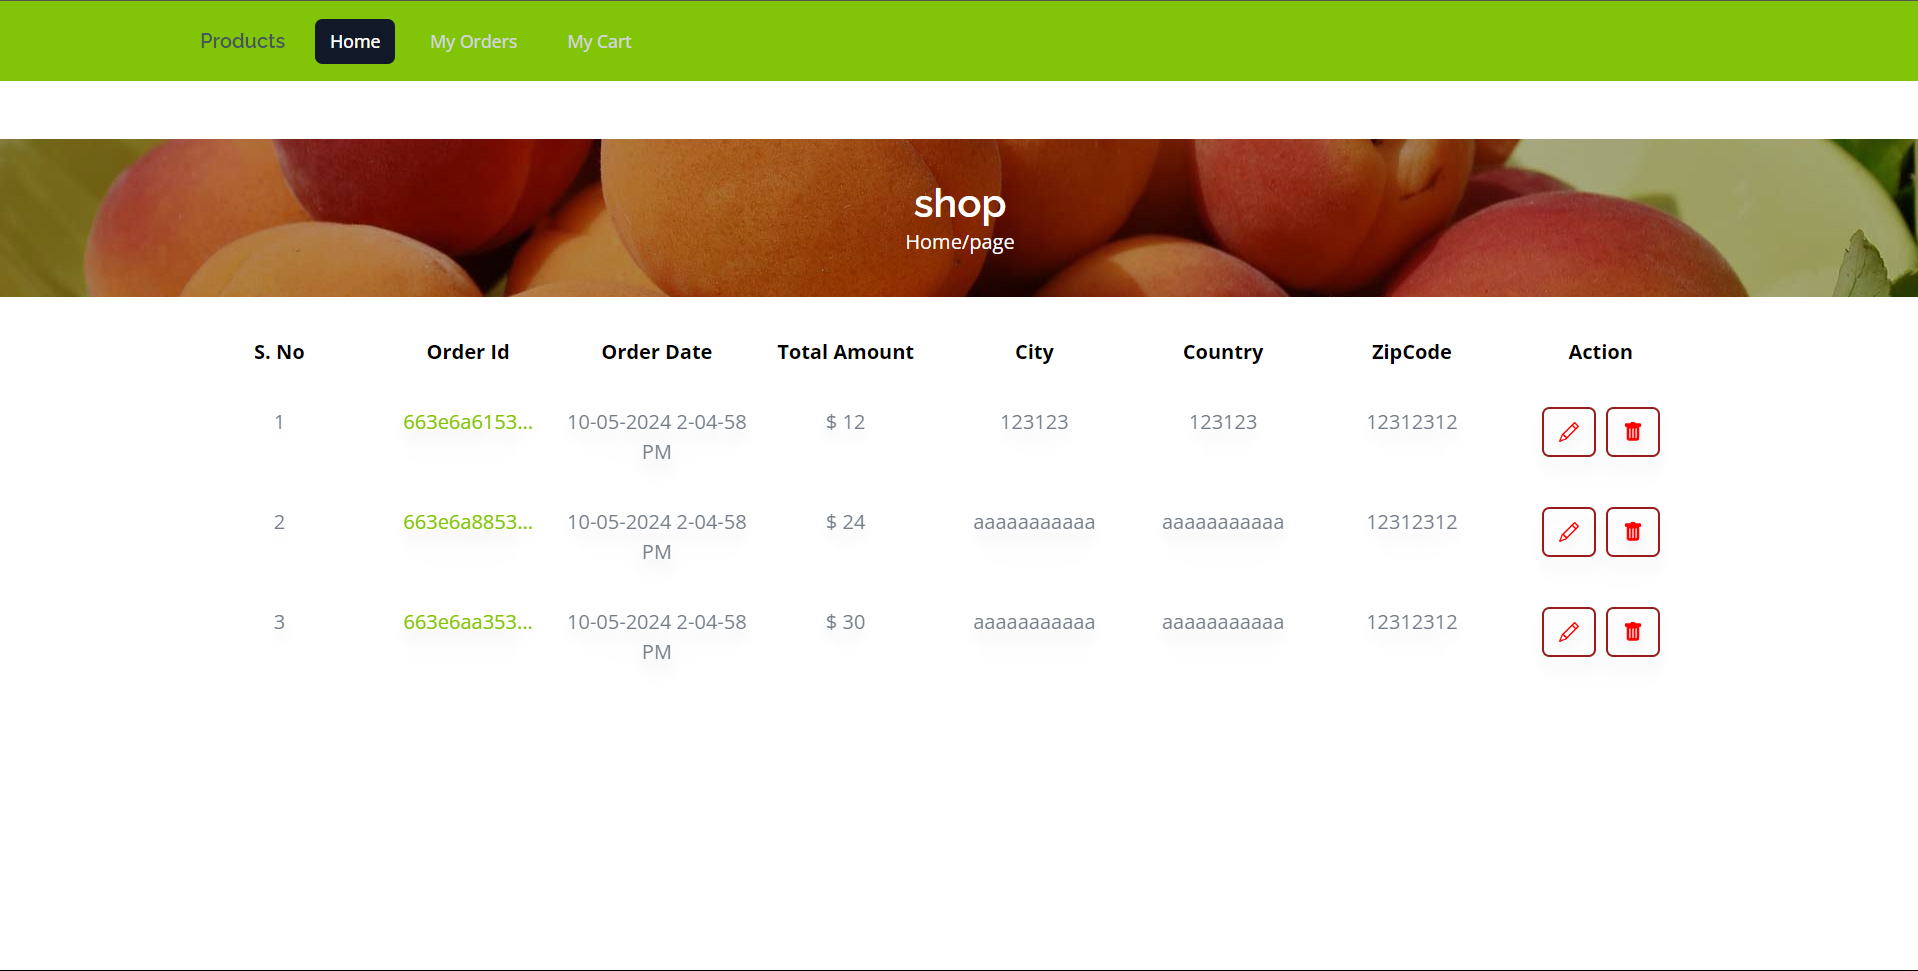 Products Home My Orders My Cart
shop
Home/page
S. No Order Id Order Date Total Amount City Country ZipCode Action
1 663e6a6153... 10-05-2024 2-04-58 $ 12 123123 123123 12312312
PM
2 663e6a8853... 10-05-2024 2-04-58 $ 24 aaaaaaaaaaa aaaaaaaaaaa 12312312
PM
3 663e6aa353... 10-05-2024 2-04-58 $ 30 aaaaaaaaaaa aaaaaaaaaaa 12312312
PM